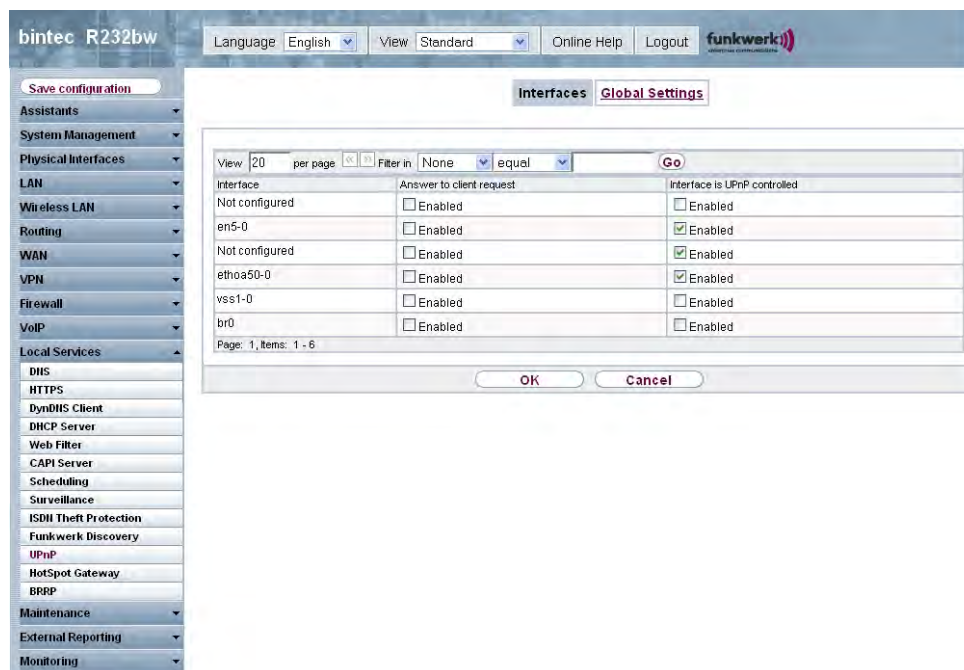 bintec R232bw
Language English View Standard Online Help Logout funkwerk
Save configuration
Assistants
System Management
Physical Interfaces
LAN
Wireless LAN
Routing
WAN
VPN
Firewall
VoIP
Local Services
DNS
HTTPS
DynDNS Client
DHCP Server
Web Filter
CAPI Server
Scheduling
Surveillance
ISDN Theft Protection
Funkwerk Discovery
UPnP
HotSpot Gateway
BRRP
Maintenance
External Reporting
Monitoring
Interfaces Global Settings
View 20 per page « » Filter in None equal Go
Interface Answer to client request Interface is UPnP controlled
Not configured Enabled Enabled
en5-0 Enabled Enabled
Not configured Enabled Enabled
ethoa50-0 Enabled Enabled
vss1-0 Enabled Enabled
br0 Enabled Enabled
Page: 1, Items: 1 - 6
OK Cancel